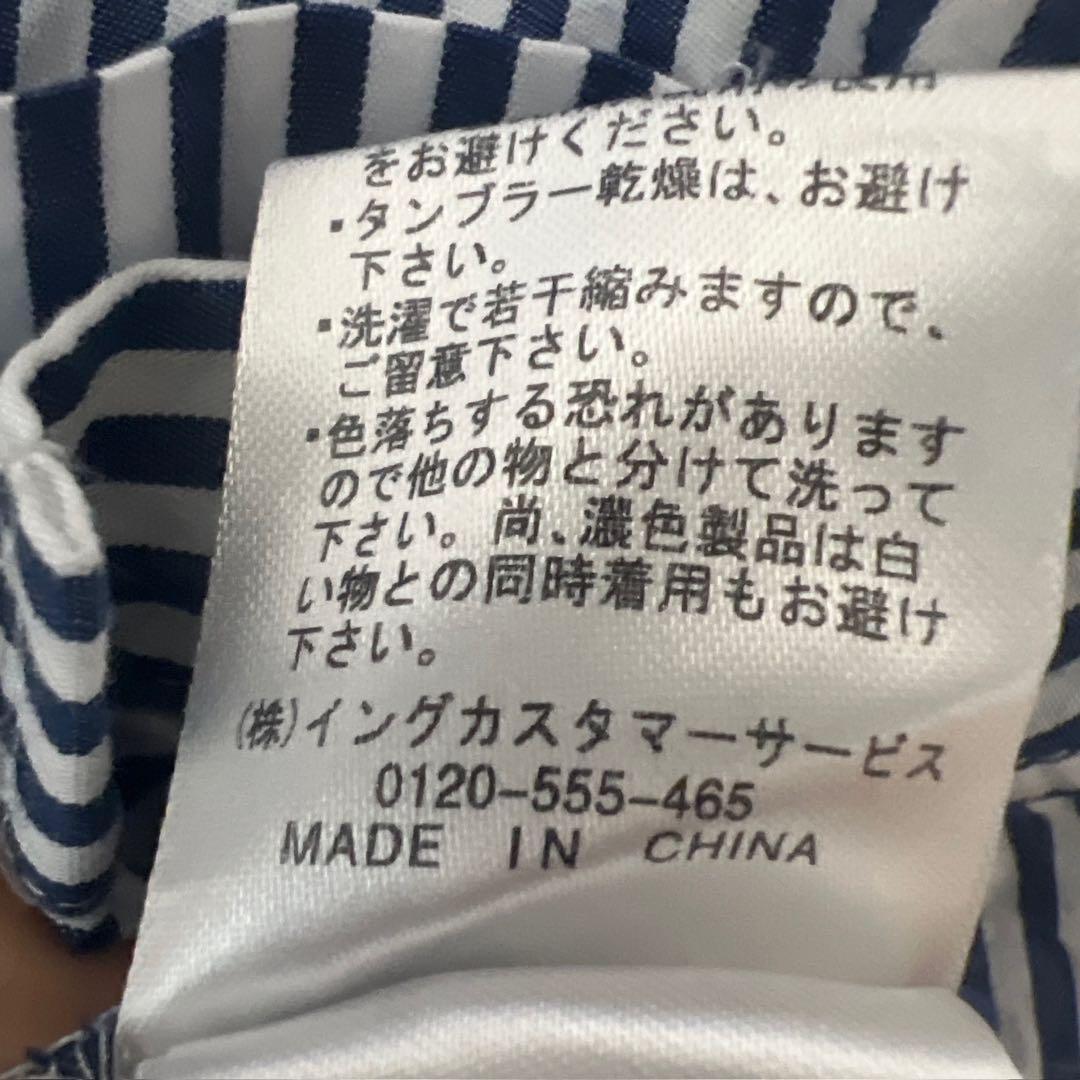 をお避けください。
・タンブラー乾燥は、お避け
下さい。
・洗濯で若干縮みますので、
ご留意下さい。
・色落ちする恐れがあります
ので他の物と分けて洗って
下さい。尚、濃色製品は白
い物との同時着用もお避け
下さい。
(株)イングカスタマーサービス
0120-555-465
MADE IN CHINA